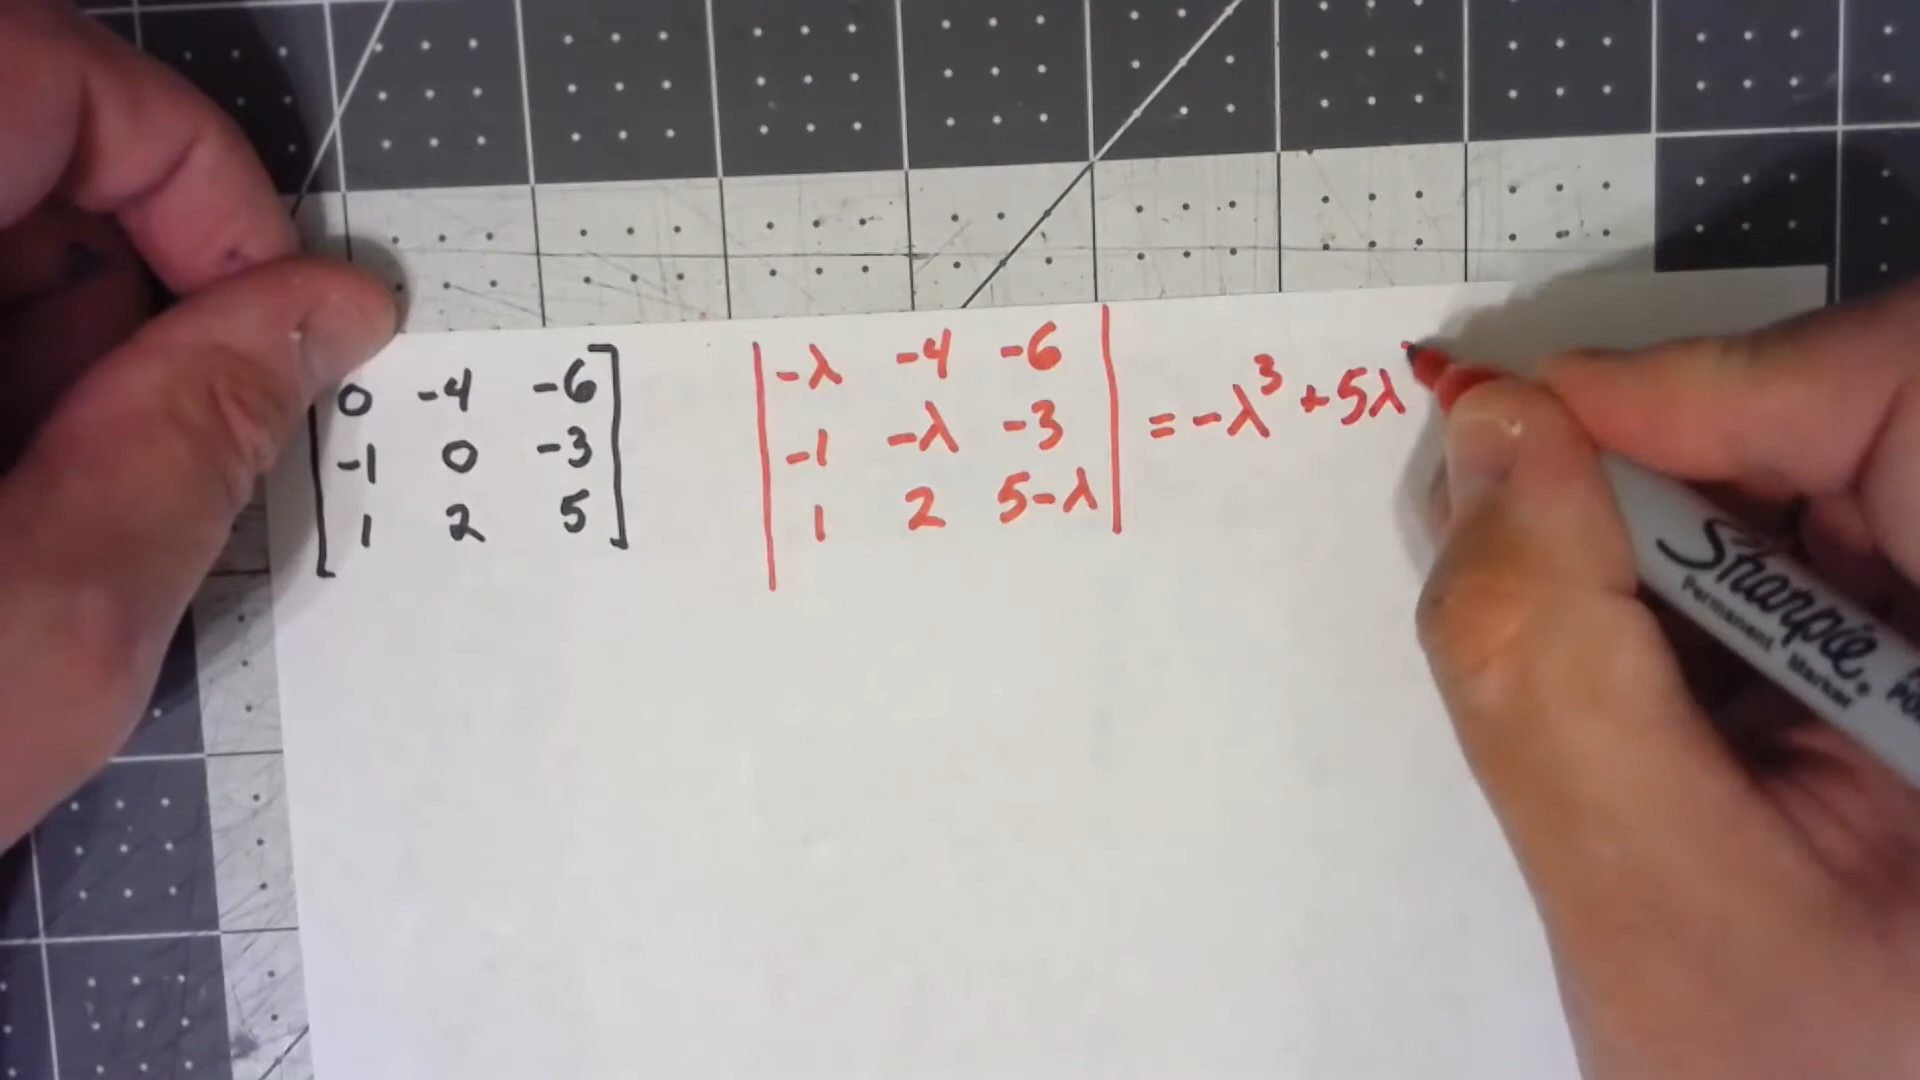 0 -4 -6 | -λ -4 -6 |
-1 0 -3 | -1 -λ -3 | = -λ³ + 5λ
1 2 5 | 1 2 5-λ |
Sharpie.
Permanent Marker